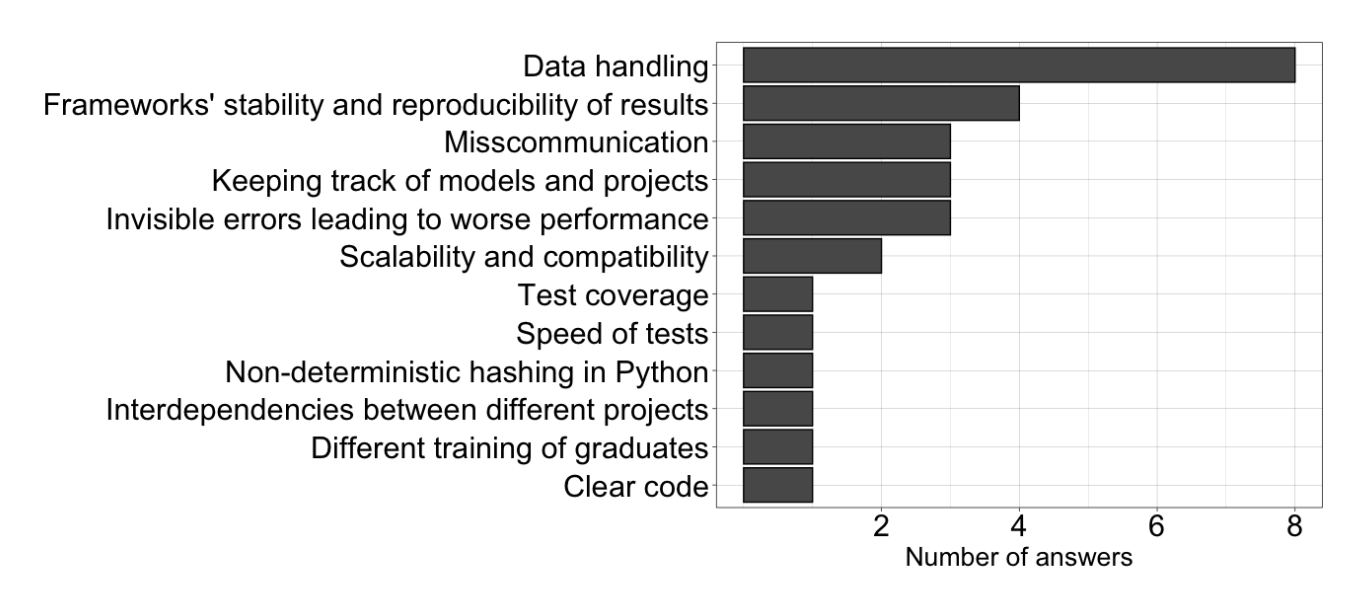 Data handling
Frameworks' stability and reproducibility of results
Misscommunication
Keeping track of models and projects
Invisible errors leading to worse performance
Scalability and compatibility
Test coverage
Speed of tests
Non-deterministic hashing in Python
Interdependencies between different projects
Different training of graduates
Clear code
2 4 6 8
Number of answers